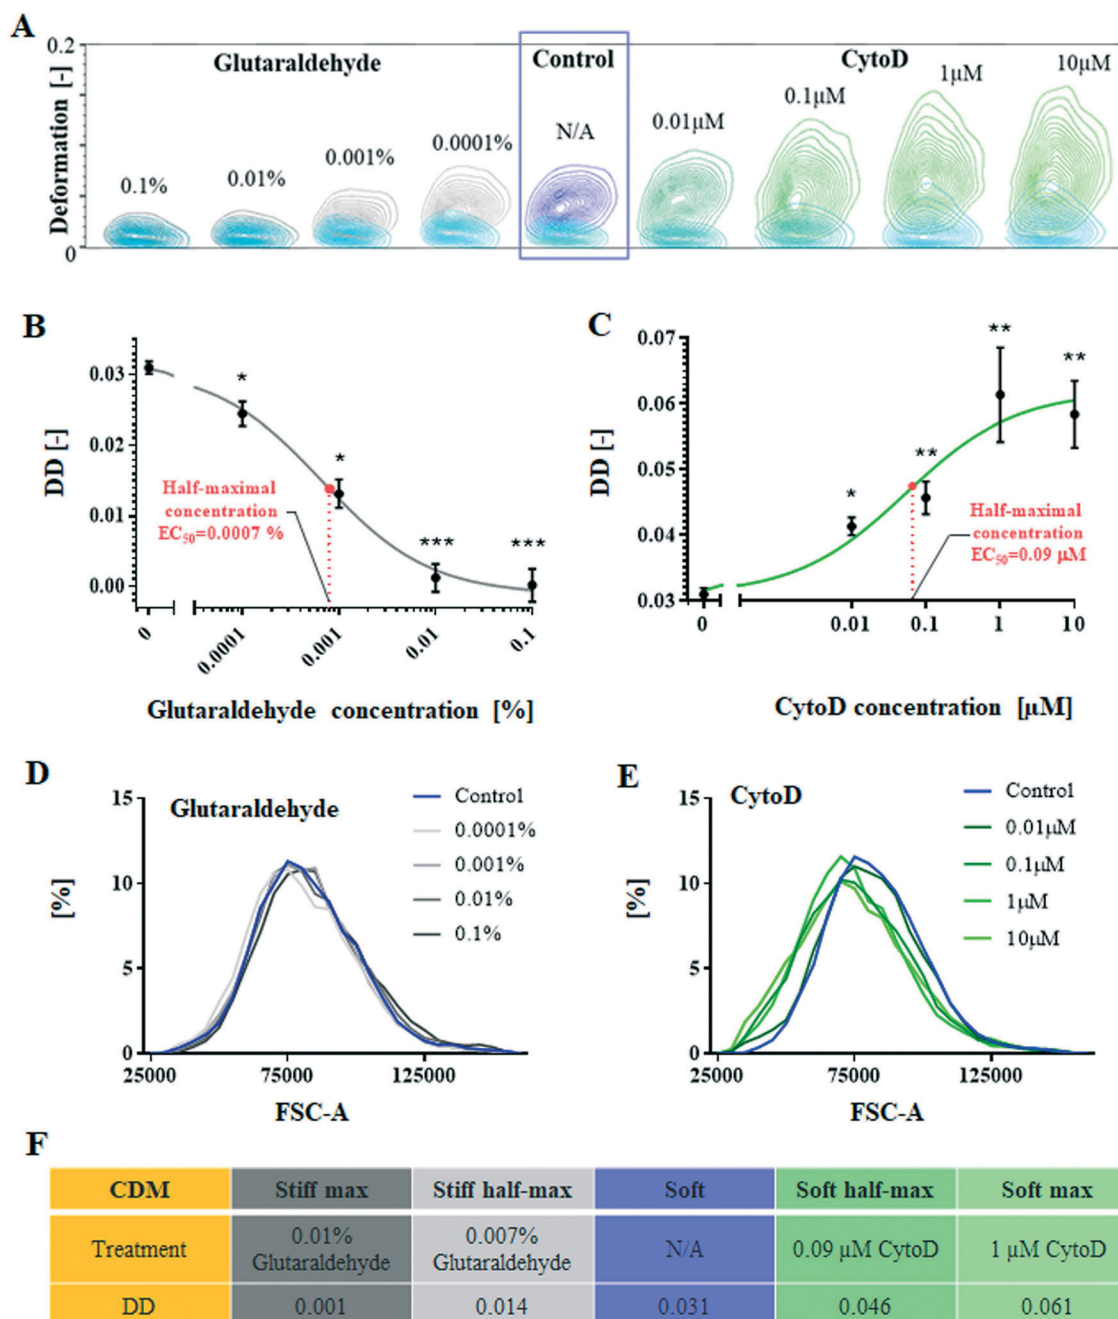 A
0.2
Deformation [-]
0
Glutaraldehyde
Control
CytoD
0.1%
0.01%
0.001%
0.0001%
N/A
0.01µM
0.1µM
1µM
10µM
B
DD [-]
0.03
0.02
0.01
0.00
*
*
***
***
Half-maximal
concentration
EC50=0.0007 %
0
0.0001
0.001
0.01
0.1
Glutaraldehyde concentration [%]
C
DD [-]
0.07
0.06
0.05
0.04
0.03
*
**
**
**
Half-maximal
concentration
EC50=0.09 µM
0
0.01
0.1
1
10
CytoD concentration [µM]
D
Glutaraldehyde
[%]
15
10
5
0
Control
0.0001%
0.001%
0.01%
0.1%
25000
75000
125000
FSC-A
E
CytoD
[%]
15
10
5
0
Control
0.01µM
0.1µM
1µM
10µM
25000
75000
125000
FSC-A
F
CDM
Stiff max
Stiff half-max
Soft
Soft half-max
Soft max
Treatment
0.01%
Glutaraldehyde
0.007%
Glutaraldehyde
N/A
0.09 µM CytoD
1 µM CytoD
DD
0.001
0.014
0.031
0.046
0.061